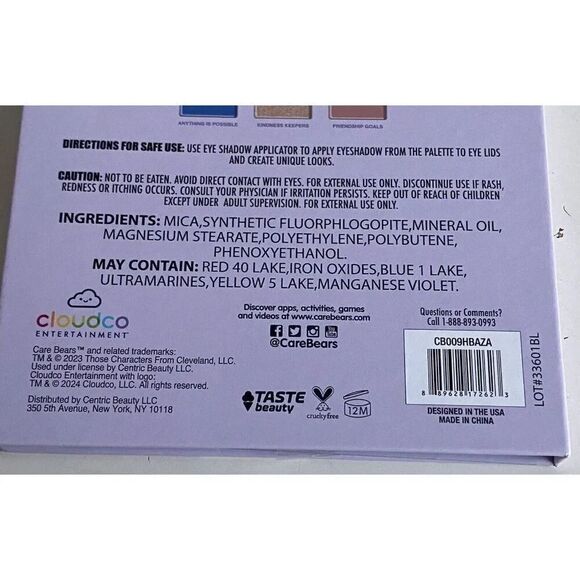 ANYTHING IS POSSIBLE KINDNESS KEEPERS FRIENDSHIP GOALS
DIRECTIONS FOR SAFE USE: USE EYE SHADOW APPLICATOR TO APPLY EYESHADOW FROM THE PALETTE TO EYE LIDS
AND CREATE UNIQUE LOOKS.
CAUTION: NOT TO BE EATEN. AVOID DIRECT CONTACT WITH EYES. FOR EXTERNAL USE ONLY. DISCONTINUE USE IF RASH,
REDNESS OR ITCHING OCCURS. CONSULT YOUR PHYSICIAN IF IRRITATION PERSISTS. KEEP OUT OF REACH OF CHILDREN
EXCEPT UNDER ADULT SUPERVISION. FOR EXTERNAL USE ONLY.
INGREDIENTS: MICA,SYNTHETIC FLUORPHLOGOPITE,MINERAL OIL,
MAGNESIUM STEARATE,POLYETHYLENE,POLYBUTENE,
PHENOXYETHANOL.
MAY CONTAIN: RED 40 LAKE,IRON OXIDES,BLUE 1 LAKE,
ULTRAMARINES,YELLOW 5 LAKE,MANGANESE VIOLET.
cloudco
ENTERTAINMENT
Care Bears™ and related trademarks:
TM & © 2023 Those Characters From Cleveland, LLC.
Used under license by Centric Beauty LLC
Cloudco Entertainment with logo:
TM & © 2024 Cloudco, LLC. All rights reserved.
Distributed by Centric Beauty LLC
350 5th Avenue, New York, NY 10118
Discover apps, activities, games
and videos at www.carebears.com
@CareBears
TASTE
beauty
cruelty free
12M
Questions or Comments?
Call 1-888-893-0993
CB009HBAZA
8 89628 17262 3
DESIGNED IN THE USA
MADE IN CHINA
LOT#33601BL